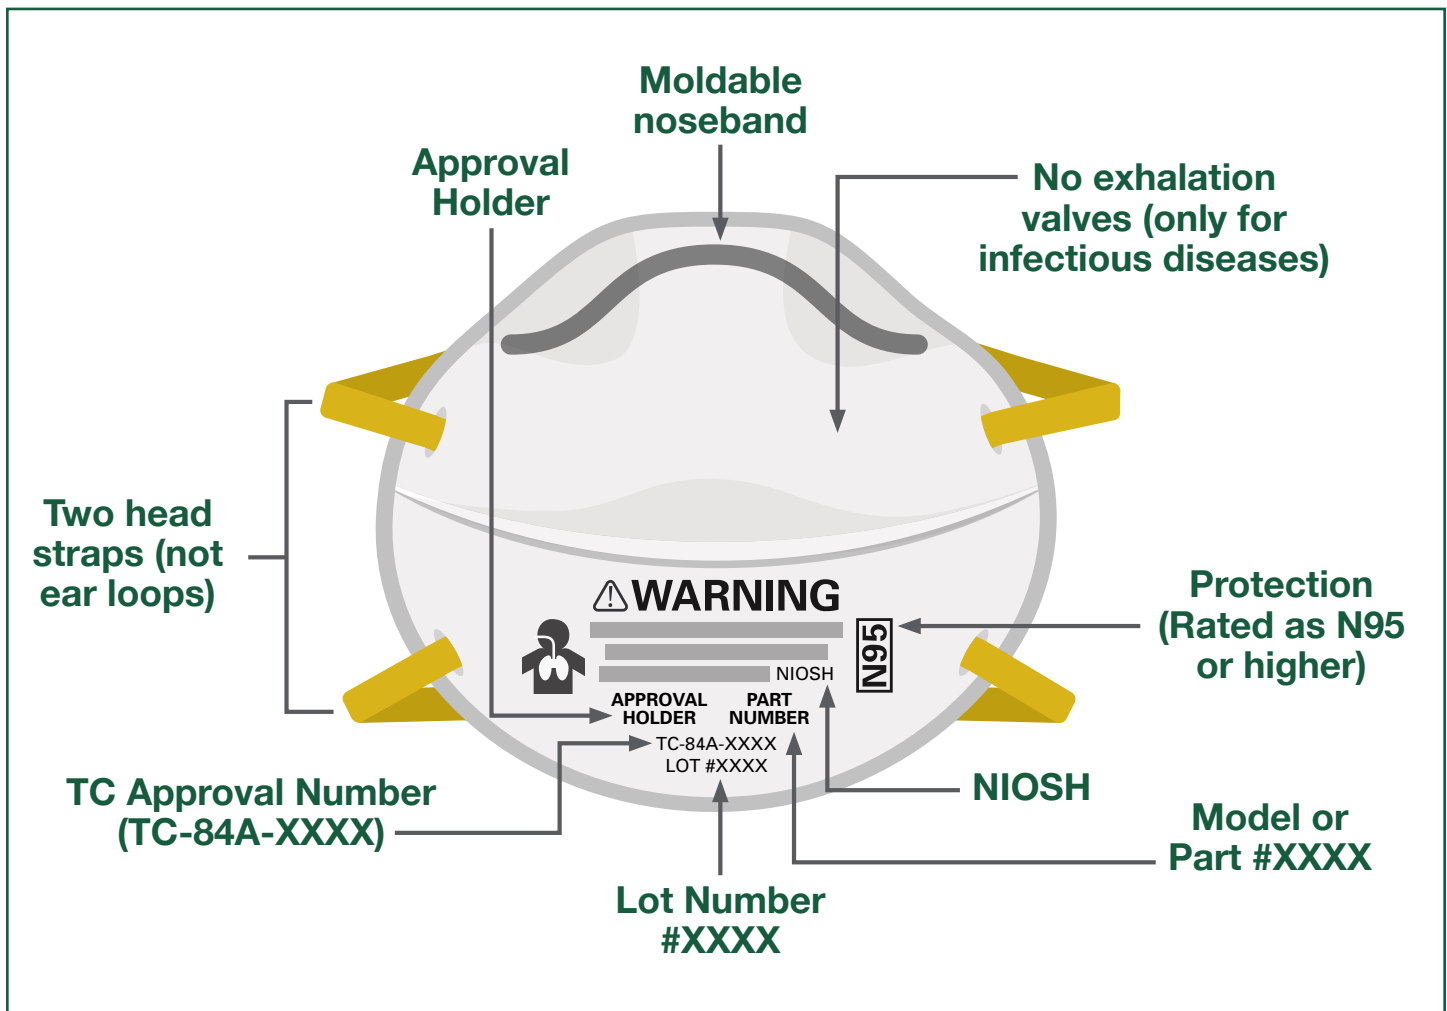 Moldable
noseband
Approval
Holder
No exhalation
valves (only for
infectious diseases)
Two head
straps (not
ear loops)
WARNING
N95
NIOSH
APPROVAL
HOLDER
PART
NUMBER
TC-84A-XXXX
LOT #XXXX
Protection
(Rated as N95
or higher)
TC Approval Number
(TC-84A-XXXX)
NIOSH
Model or
Part #XXXX
Lot Number
#XXXX